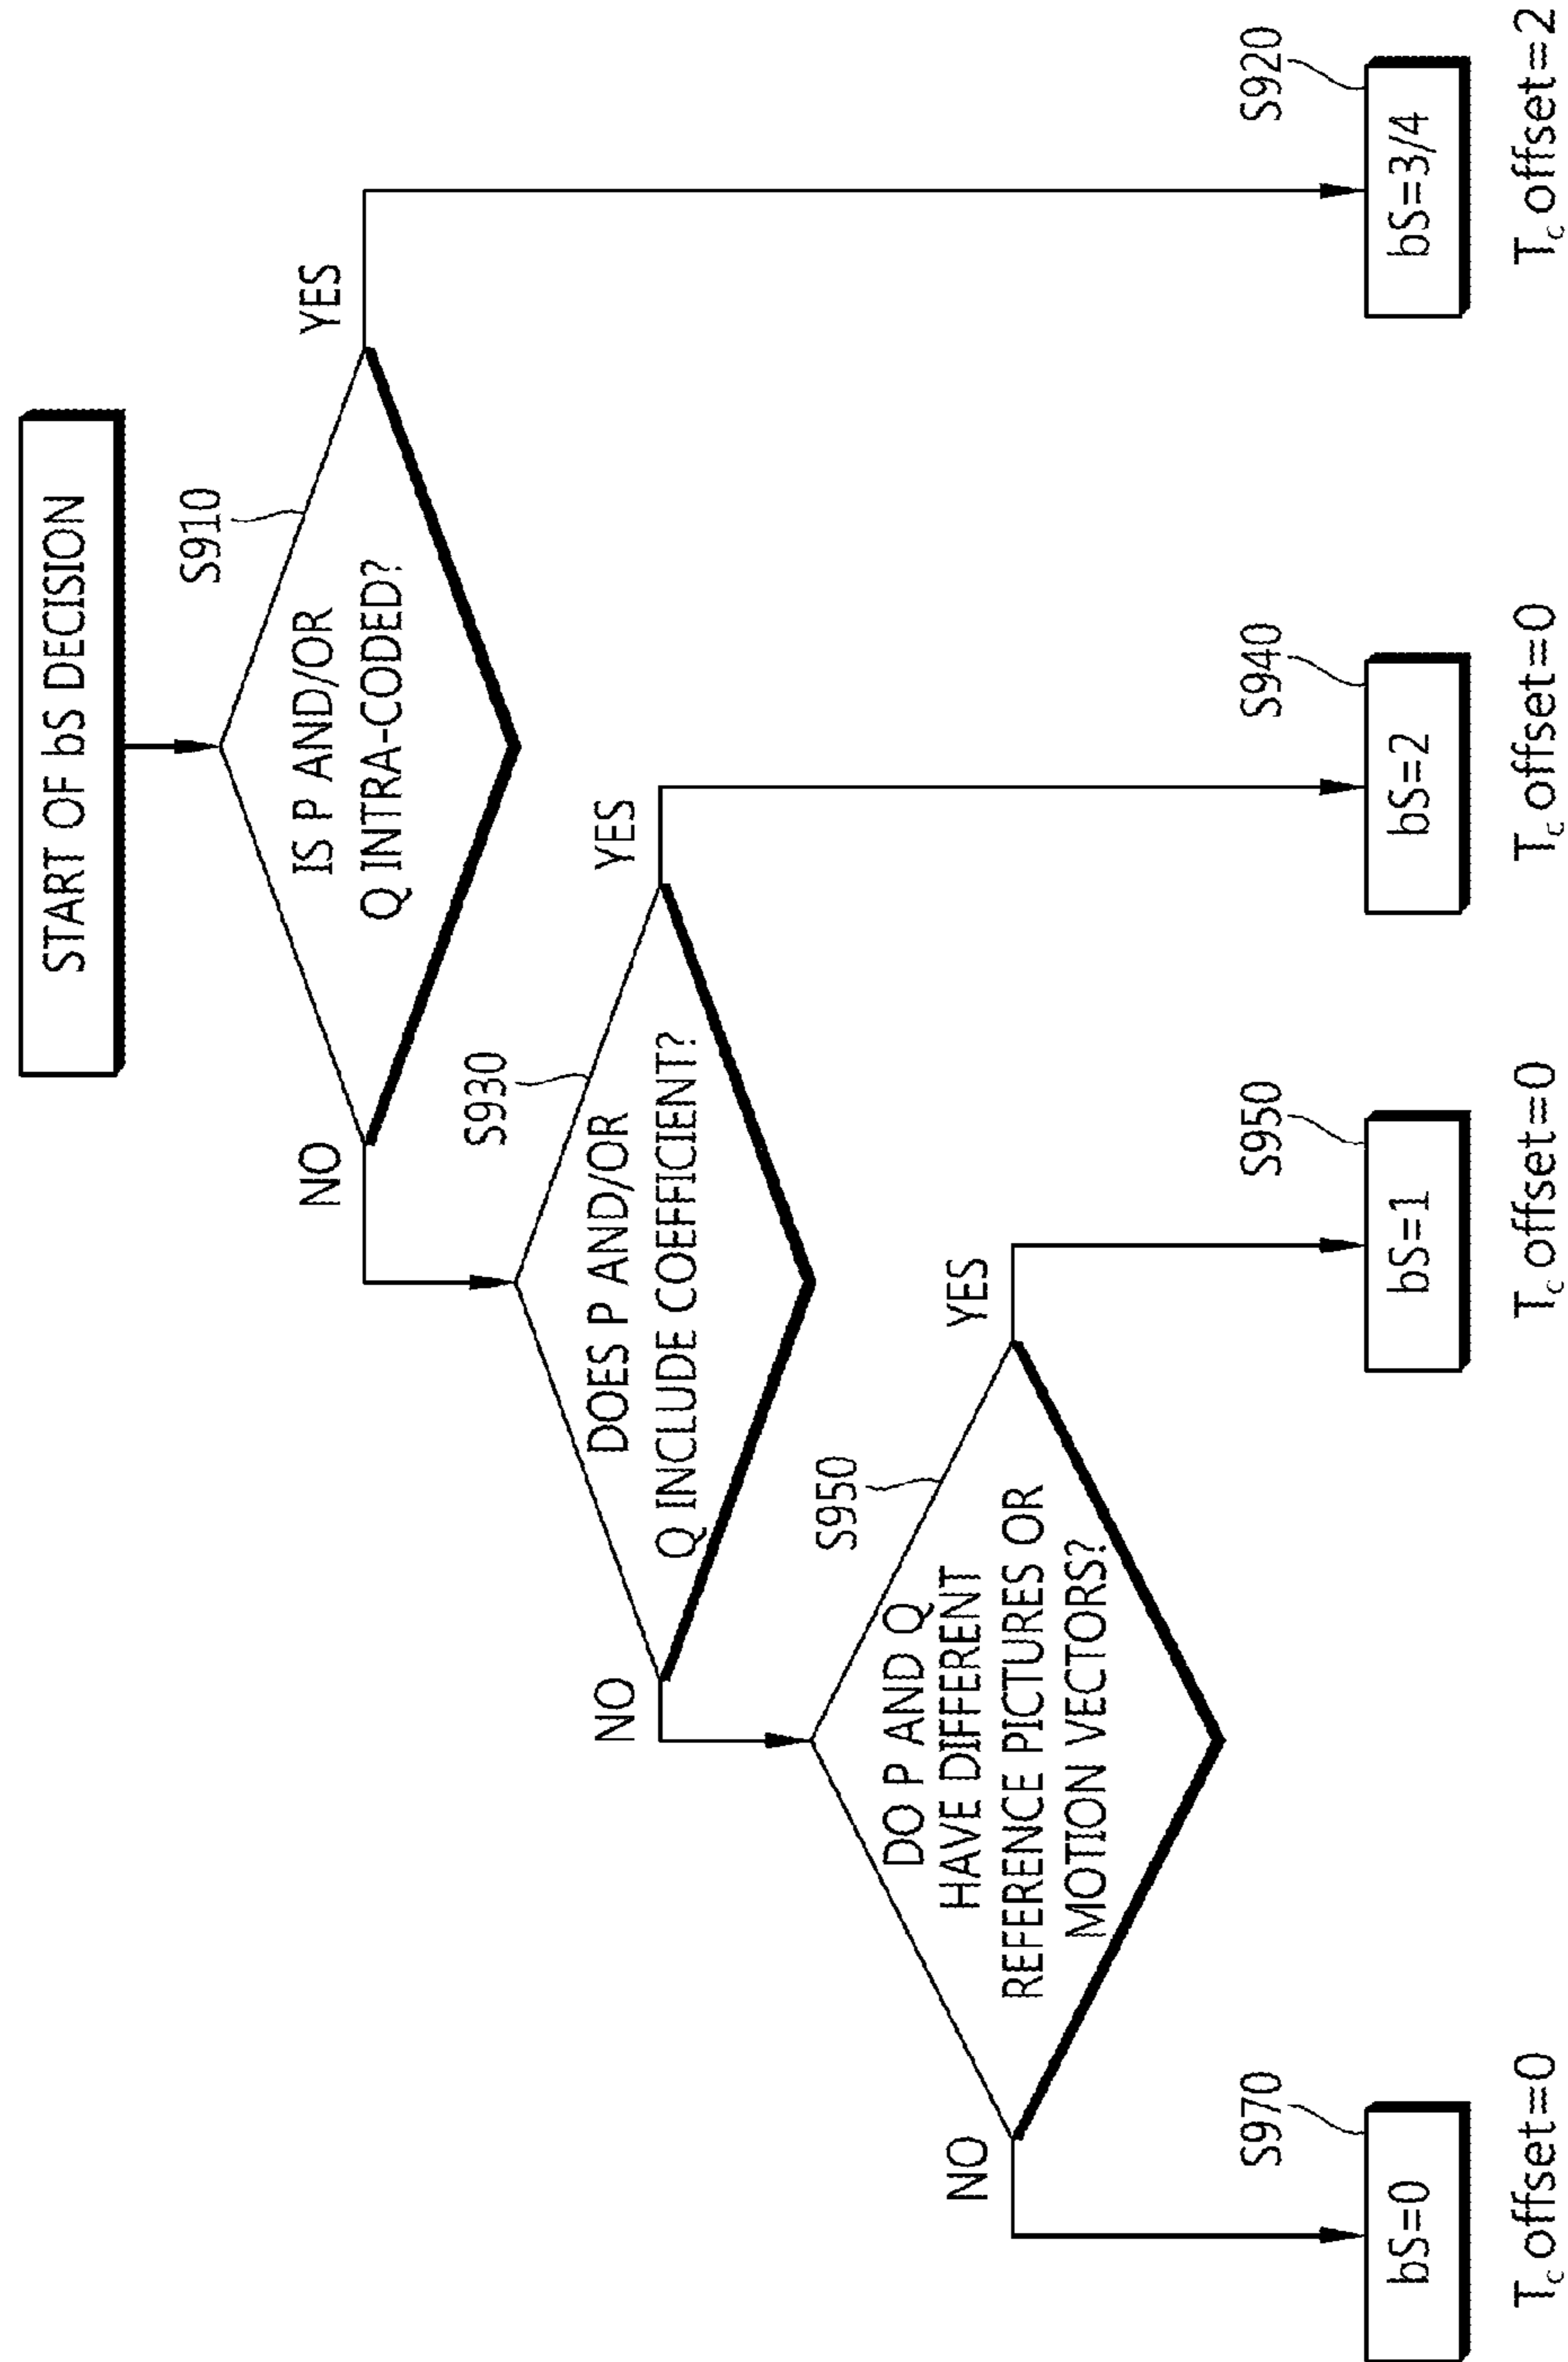 START OF bS DECISION
S910
IS P AND/OR
Q INTRA-CODED?
NO
YES
S930
DOES P AND/OR
Q INCLUDE COEFFICIENT?
NO
YES
S950
DO P AND Q
HAVE DIFFERENT
REFERENCE PICTURES OR
MOTION VECTORS?
NO
YES
S970
bS=0
Tc offset=0
S950
bS=1
Tc offset=0
S940
bS=2
Tc offset=0
S920
bS=3/4
Tc offset=2